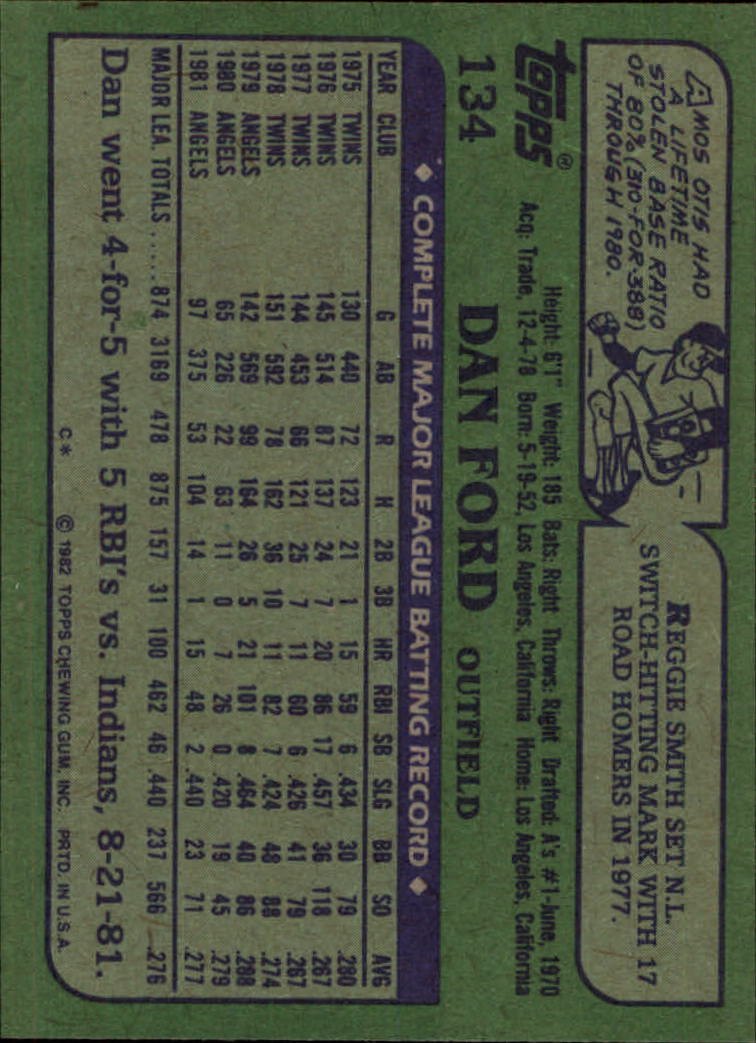 AMOS OTIS HAD
A LIFETIME
STOLEN BASE RATIO
OF 80% (310-FOR-388)
THROUGH 1980.
REGGIE SMITH SET N.L.
SWITCH-HITTING MARK WITH 17
ROAD HOMERS IN 1977.
topps®
Height: 6'1" Weight: 185 Bats: Right Throws: Right Drafted: A's #1-June, 1970
Acq: Trade, 12-4-78 Born: 5-19-52, Los Angeles, California Home: Los Angeles, California
134 DAN FORD OUTFIELD
◆ COMPLETE MAJOR LEAGUE BATTING RECORD ◆
YEAR CLUB G AB R H 2B 3B HR RBI SB SLG BB SO AVG
1975 TWINS 130 440 72 123 21 1 15 59 6 .434 30 79 .280
1976 TWINS 145 514 87 137 24 7 20 86 17 .457 36 118 .267
1977 TWINS 144 453 66 121 25 7 11 60 6 .426 41 79 .267
1978 TWINS 151 592 78 162 36 10 11 82 7 .424 48 88 .274
1979 ANGELS 142 569 99 164 26 5 21 101 8 .464 40 86 .288
1980 ANGELS 65 226 22 63 11 0 7 26 0 .420 19 45 .279
1981 ANGELS 97 375 53 104 14 1 15 48 2 .440 23 71 .277
MAJOR LEA. TOTALS ..... 874 3169 478 875 157 31 100 462 46 .440 237 566 .276
Dan went 4-for-5 with 5 RBI's vs. Indians, 8-21-81.
C* © 1982 TOPPS CHEWING GUM, INC. PRTD. IN U.S.A.